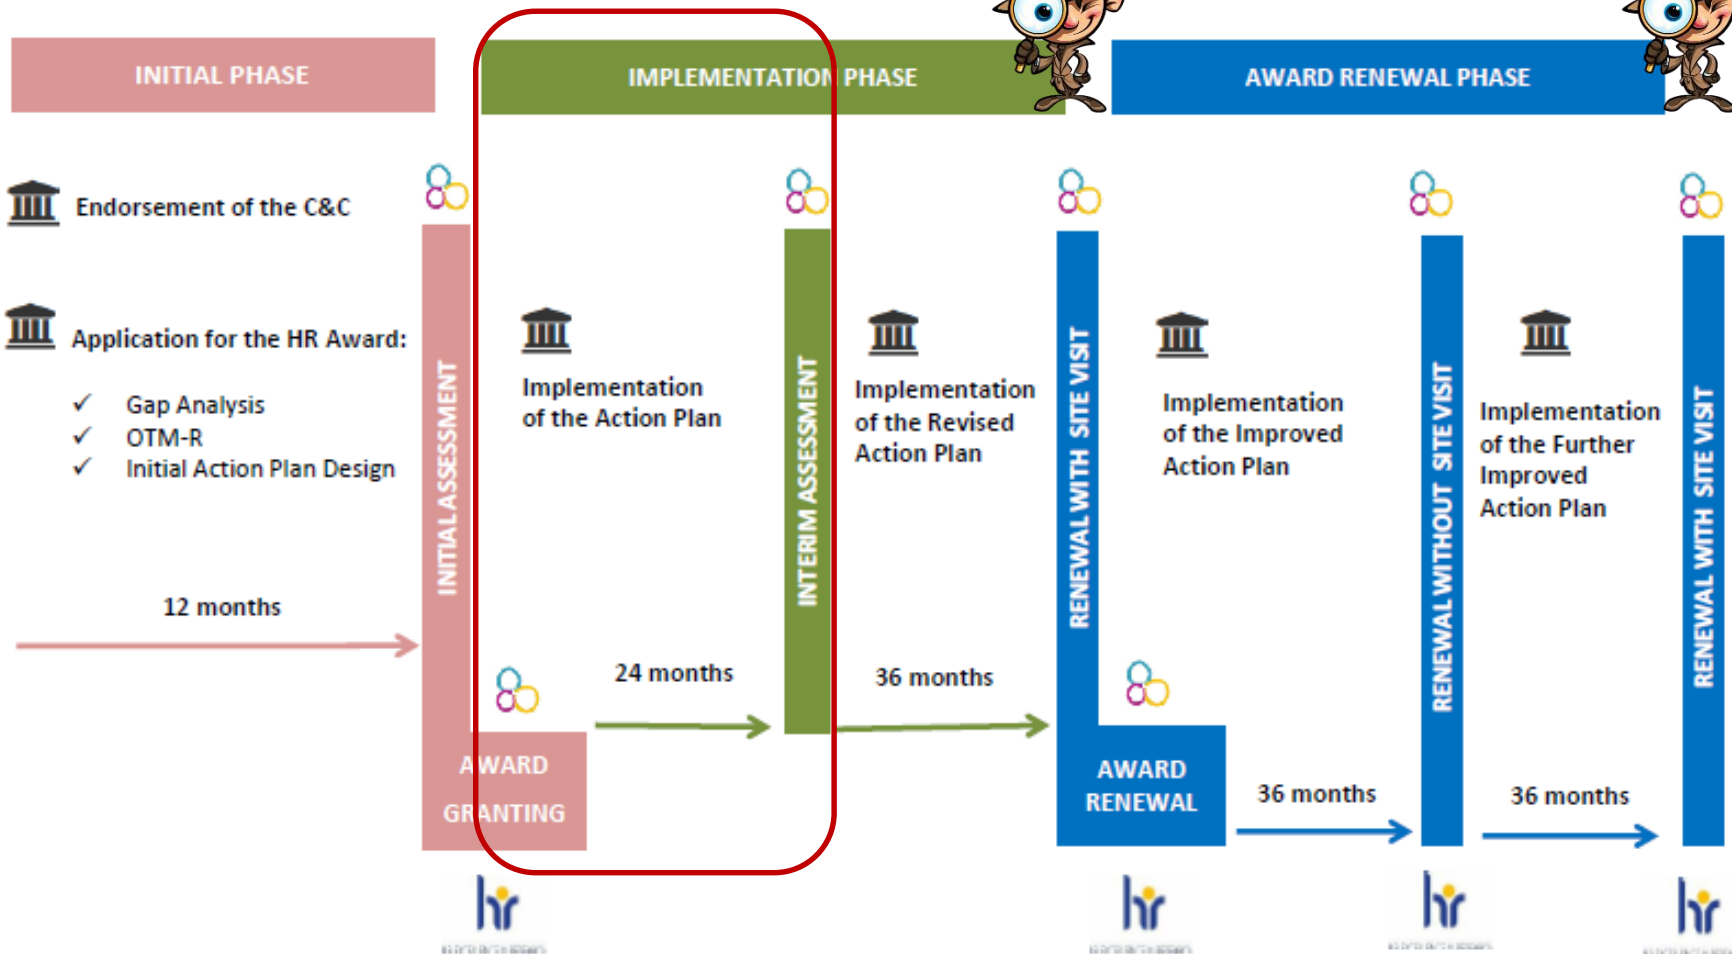 INITIAL PHASE
IMPLEMENTATION PHASE
AWARD RENEWAL PHASE
Endorsement of the C&C
Application for the HR Award:
✓ Gap Analysis
✓ OTM-R
✓ Initial Action Plan Design
12 months
INITIAL ASSESSMENT
AWARD
GRANTING
Implementation
of the Action Plan
24 months
INTERIM ASSESSMENT
Implementation
of the Revised
Action Plan
36 months
RENEWAL WITH SITE VISIT
AWARD
RENEWAL
Implementation
of the Improved
Action Plan
36 months
RENEWAL WITHOUT SITE VISIT
Implementation
of the Further
Improved
Action Plan
36 months
RENEWAL WITH SITE VISIT
hr
hr
hr
hr